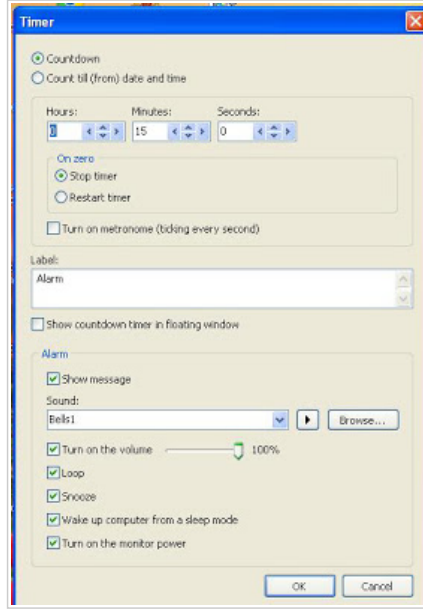 Timer
Countdown
Count till (from) date and time
Hours: Minutes: Seconds:
0 15 0
On zero
Stop timer
Restart timer
Turn on metronome (ticking every second)
Label:
Alarm
Show countdown timer in floating window
Alarm
Show message
Sound:
Bells1 Browse...
Turn on the volume 100%
Loop
Snooze
Wake up computer from a sleep mode
Turn on the monitor power
OK Cancel